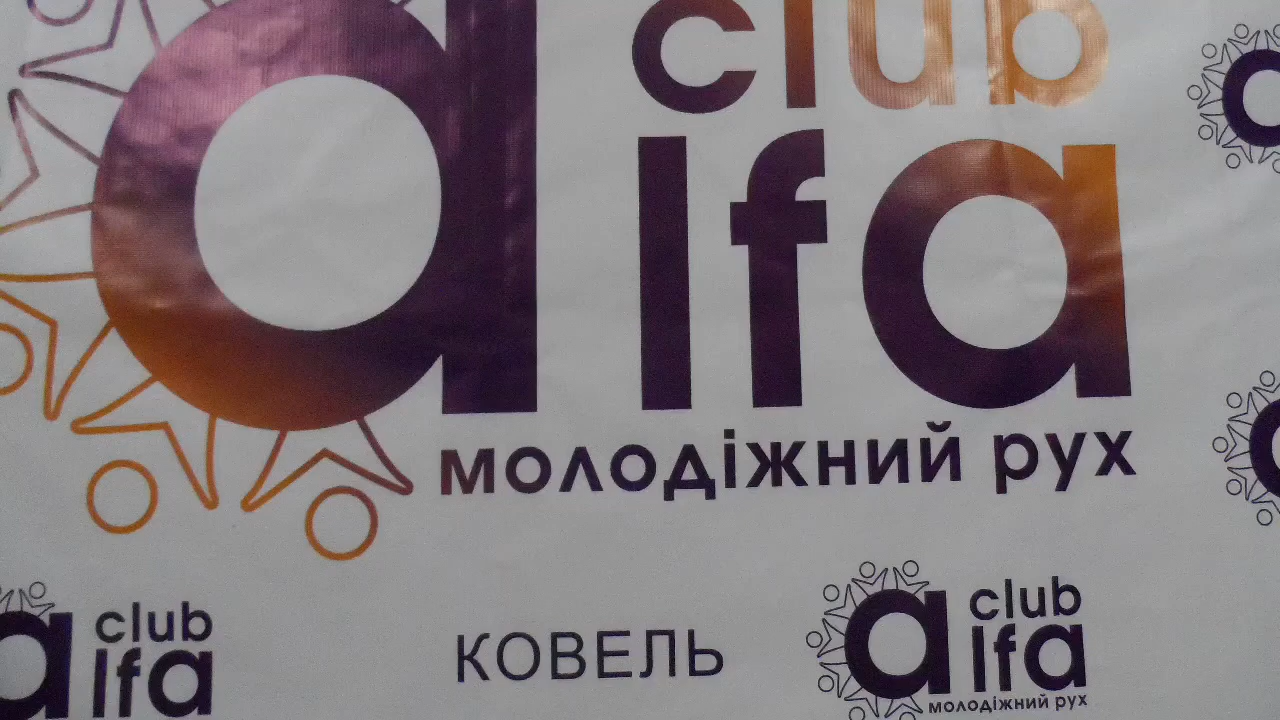 club
alfa
молодіжний рух
club
alfa
КОВЕЛЬ
club
alfa
молодіжний рух
a
a